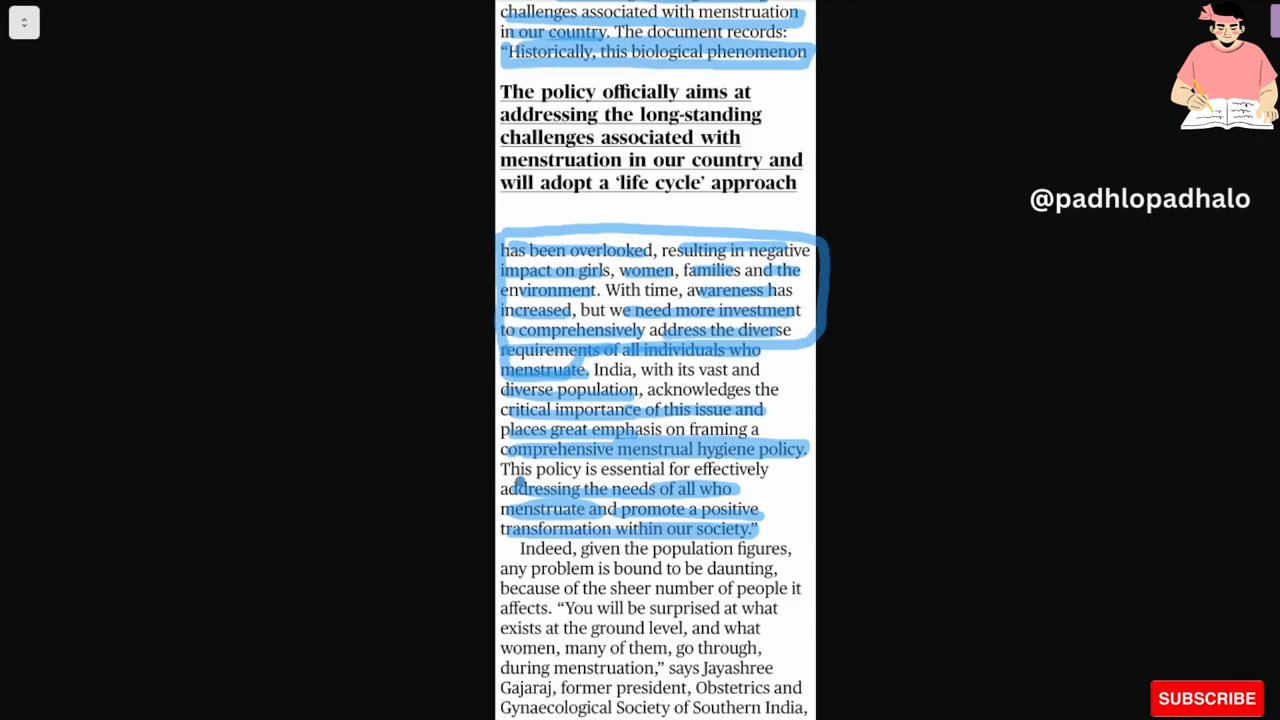 challenges associated with menstruation
in our country. The document records:
“Historically, this biological phenomenon
The policy officially aims at
addressing the long-standing
challenges associated with
menstruation in our country and
will adopt a ‘life cycle’ approach
@padhlopadhalo
has been overlooked, resulting in negative
impact on girls, women, families and the
environment. With time, awareness has
increased, but we need more investment
to comprehensively address the diverse
requirements of all individuals who
menstruate. India, with its vast and
diverse population, acknowledges the
critical importance of this issue and
places great emphasis on framing a
comprehensive menstrual hygiene policy.
This policy is essential for effectively
addressing the needs of all who
menstruate and promote a positive
transformation within our society.”
Indeed, given the population figures,
any problem is bound to be daunting,
because of the sheer number of people it
affects. “You will be surprised at what
exists at the ground level, and what
women, many of them, go through,
during menstruation,” says Jayashree
Gajaraj, former president, Obstetrics and
Gynaecological Society of Southern India,
SUBSCRIBE